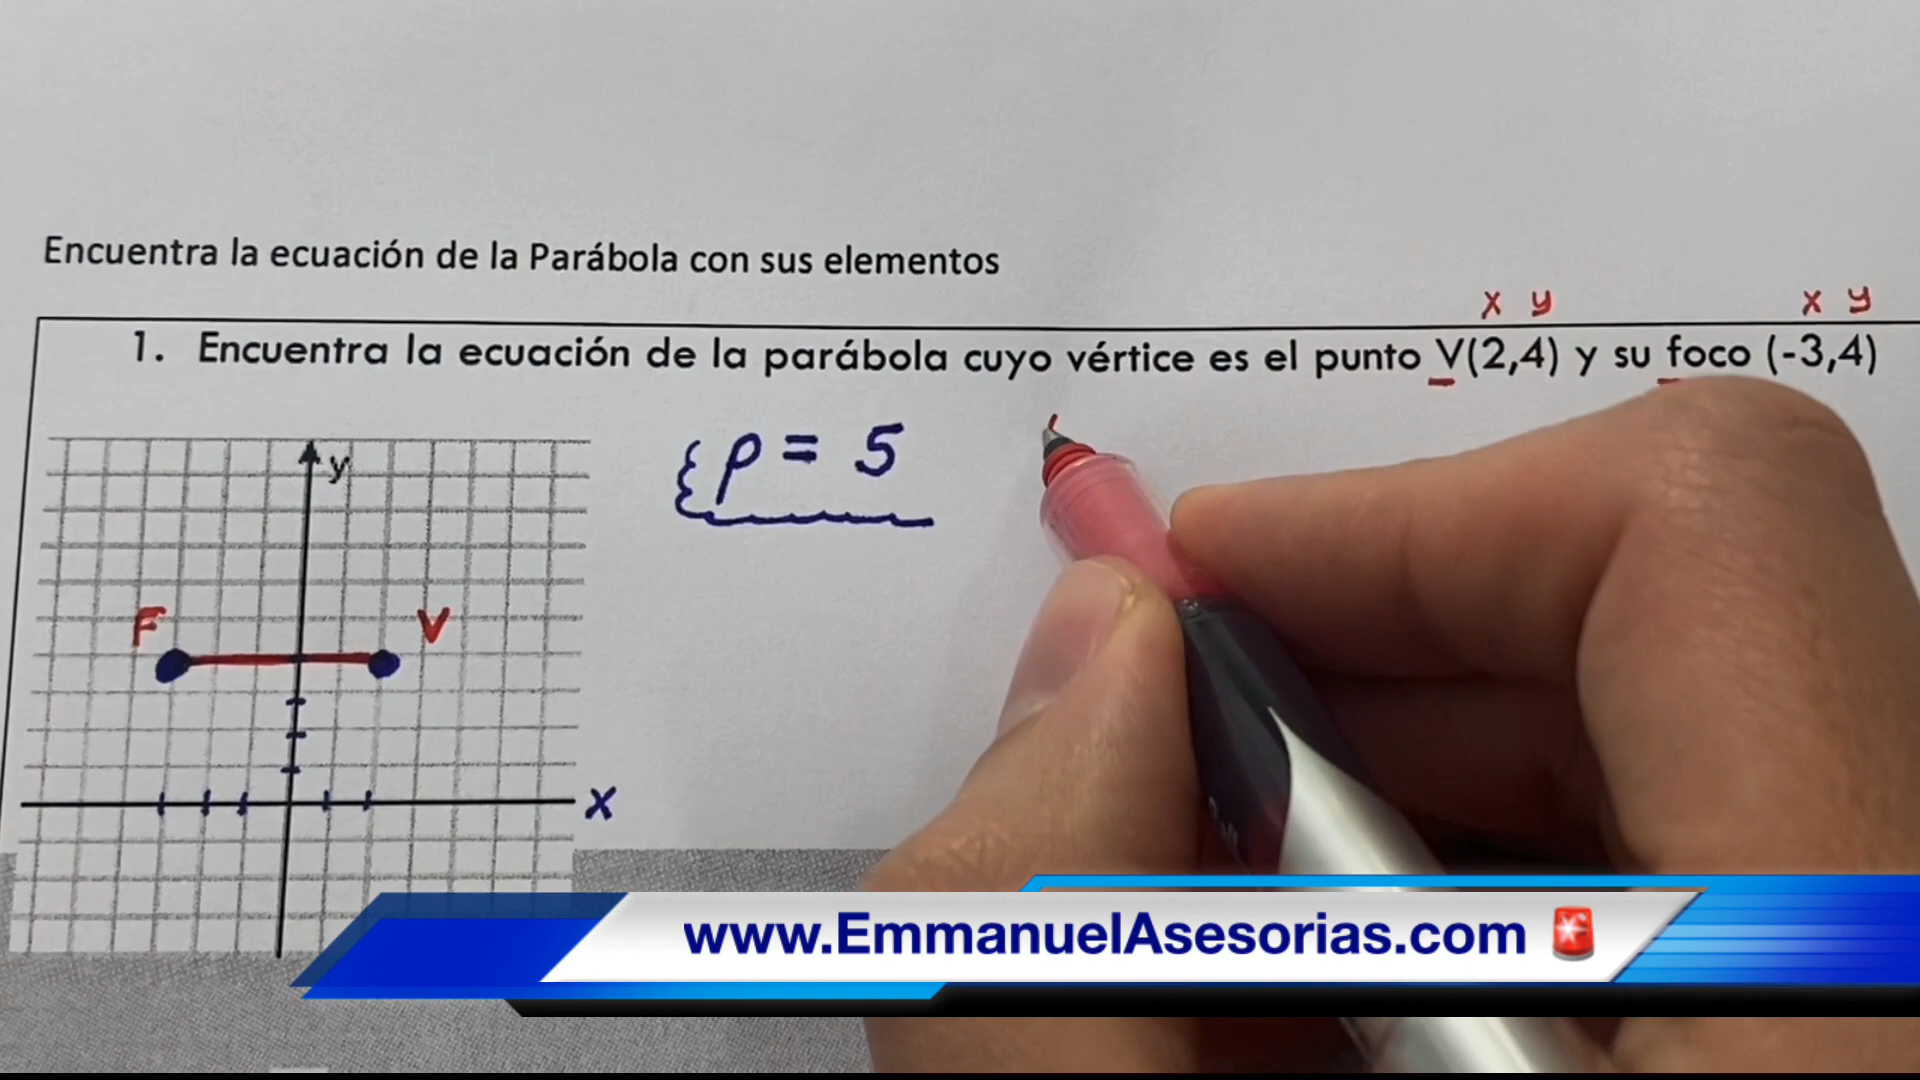 Encuentra la ecuación de la Parábola con sus elementos
x y x y
1. Encuentra la ecuación de la parábola cuyo vértice es el punto V(2,4) y su foco (-3,4)
p = 5
y
F V
x
www.EmmanuelAsesorias.com 🚨